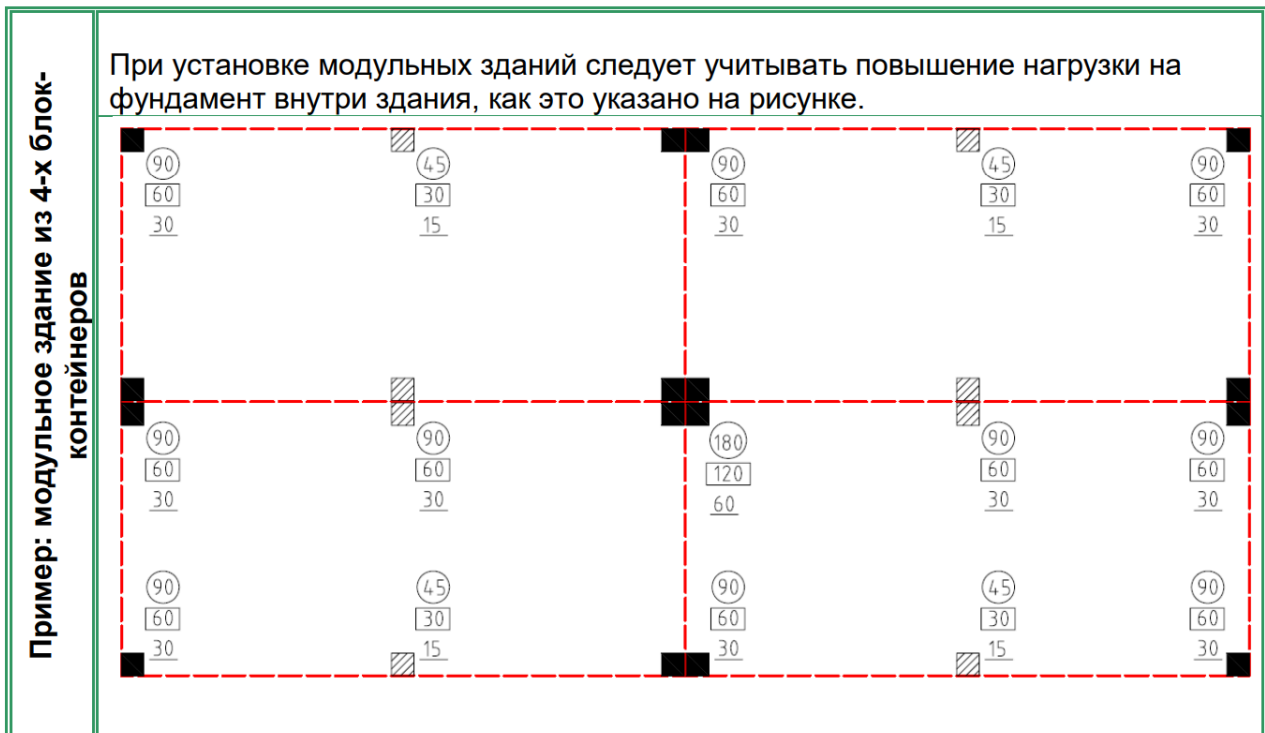 Пример: модульное здание из 4-х блок-
контейнеров
При установке модульных зданий следует учитывать повышение нагрузки на
фундамент внутри здания, как это указано на рисунке.
90 45 90 45 90
60 30 60 30 60
30 15 30 15 30
90 90 180 90 90
60 60 120 60 60
30 30 60 30 30
90 45 90 45 90
60 30 60 30 60
30 15 30 15 30